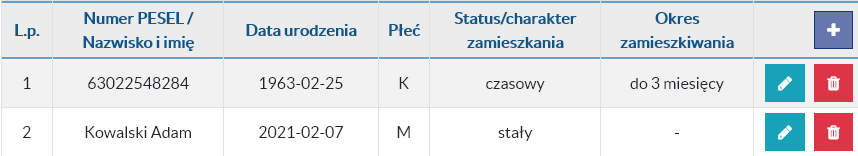 L.p. Numer PESEL / Nazwisko i imię Data urodzenia Płeć Status/charakter zamieszkania Okres zamieszkiwania +
1 63022548284 1963-02-25 K czasowy do 3 miesięcy
2 Kowalski Adam 2021-02-07 M stały -